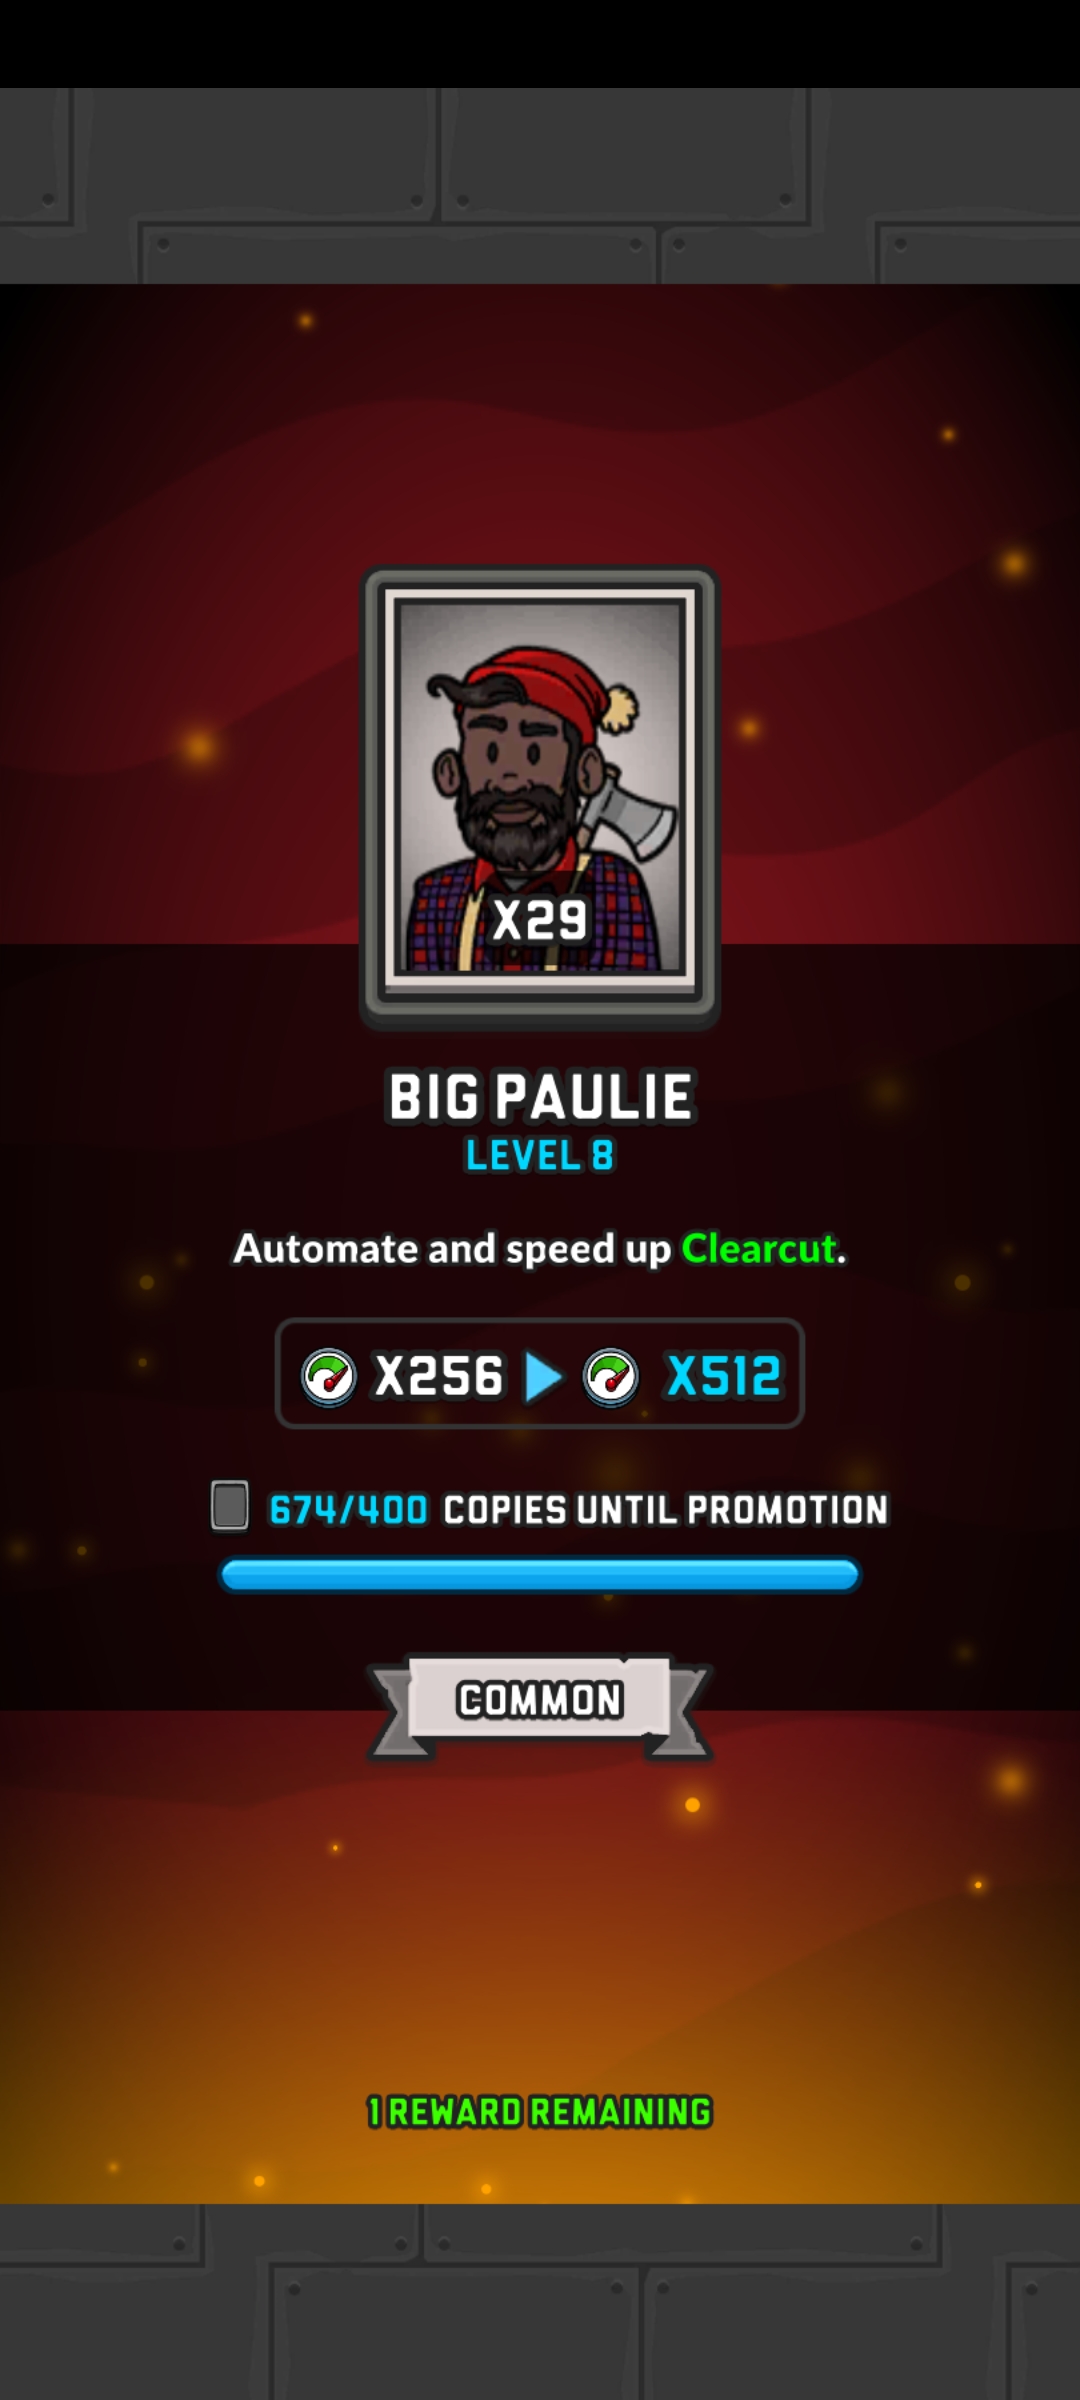 X29
BIG PAULIE
LEVEL 8
Automate and speed up Clearcut.
X256 X512
674/400 COPIES UNTIL PROMOTION
COMMON
1 REWARD REMAINING